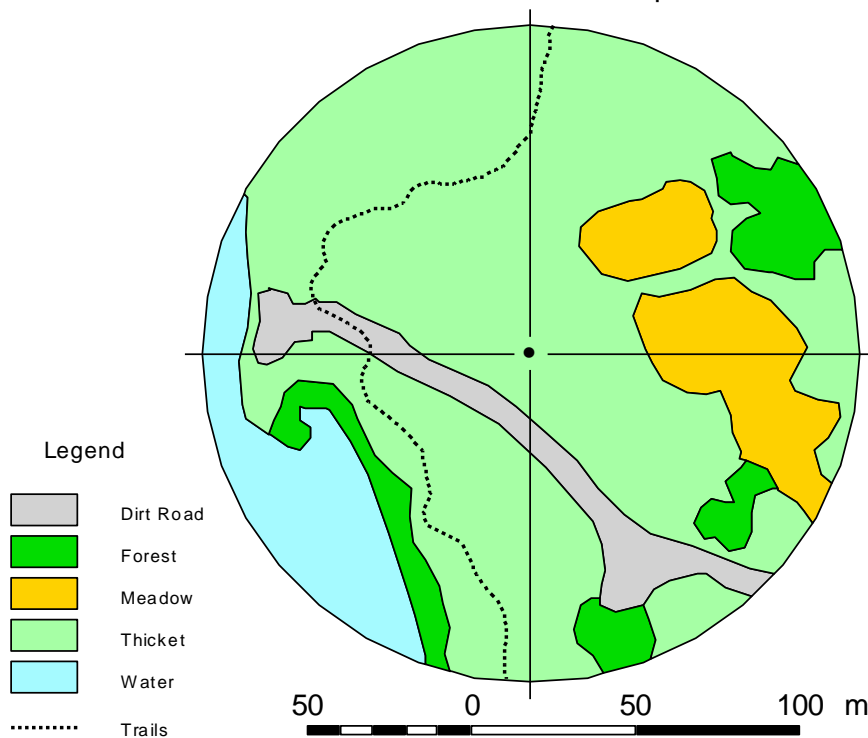 Legend
Dirt Road
Forest
Meadow
Thicket
Water
Trails
50 0 50 100 m